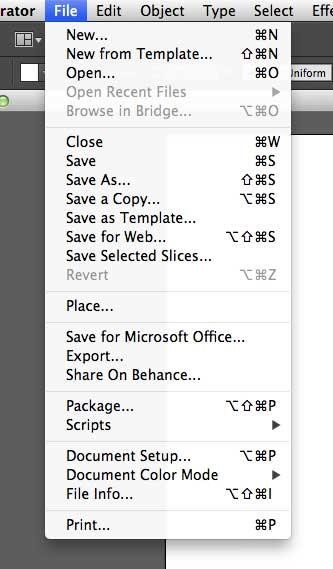 rator File Edit Object Type Select Effe
Uniform
New... ⌘N
New from Template... ⇧⌘N
Open... ⌘O
Open Recent Files ▶
Browse in Bridge... ⌥⌘O
Close ⌘W
Save ⌘S
Save As... ⇧⌘S
Save a Copy... ⌥⌘S
Save as Template...
Save for Web... ⌥⇧⌘S
Save Selected Slices...
Revert ⌥⌘Z
Place...
Save for Microsoft Office...
Export...
Share On Behance...
Package... ⌥⇧⌘P
Scripts ▶
Document Setup... ⌥⌘P
Document Color Mode ▶
File Info... ⌥⇧⌘I
Print... ⌘P